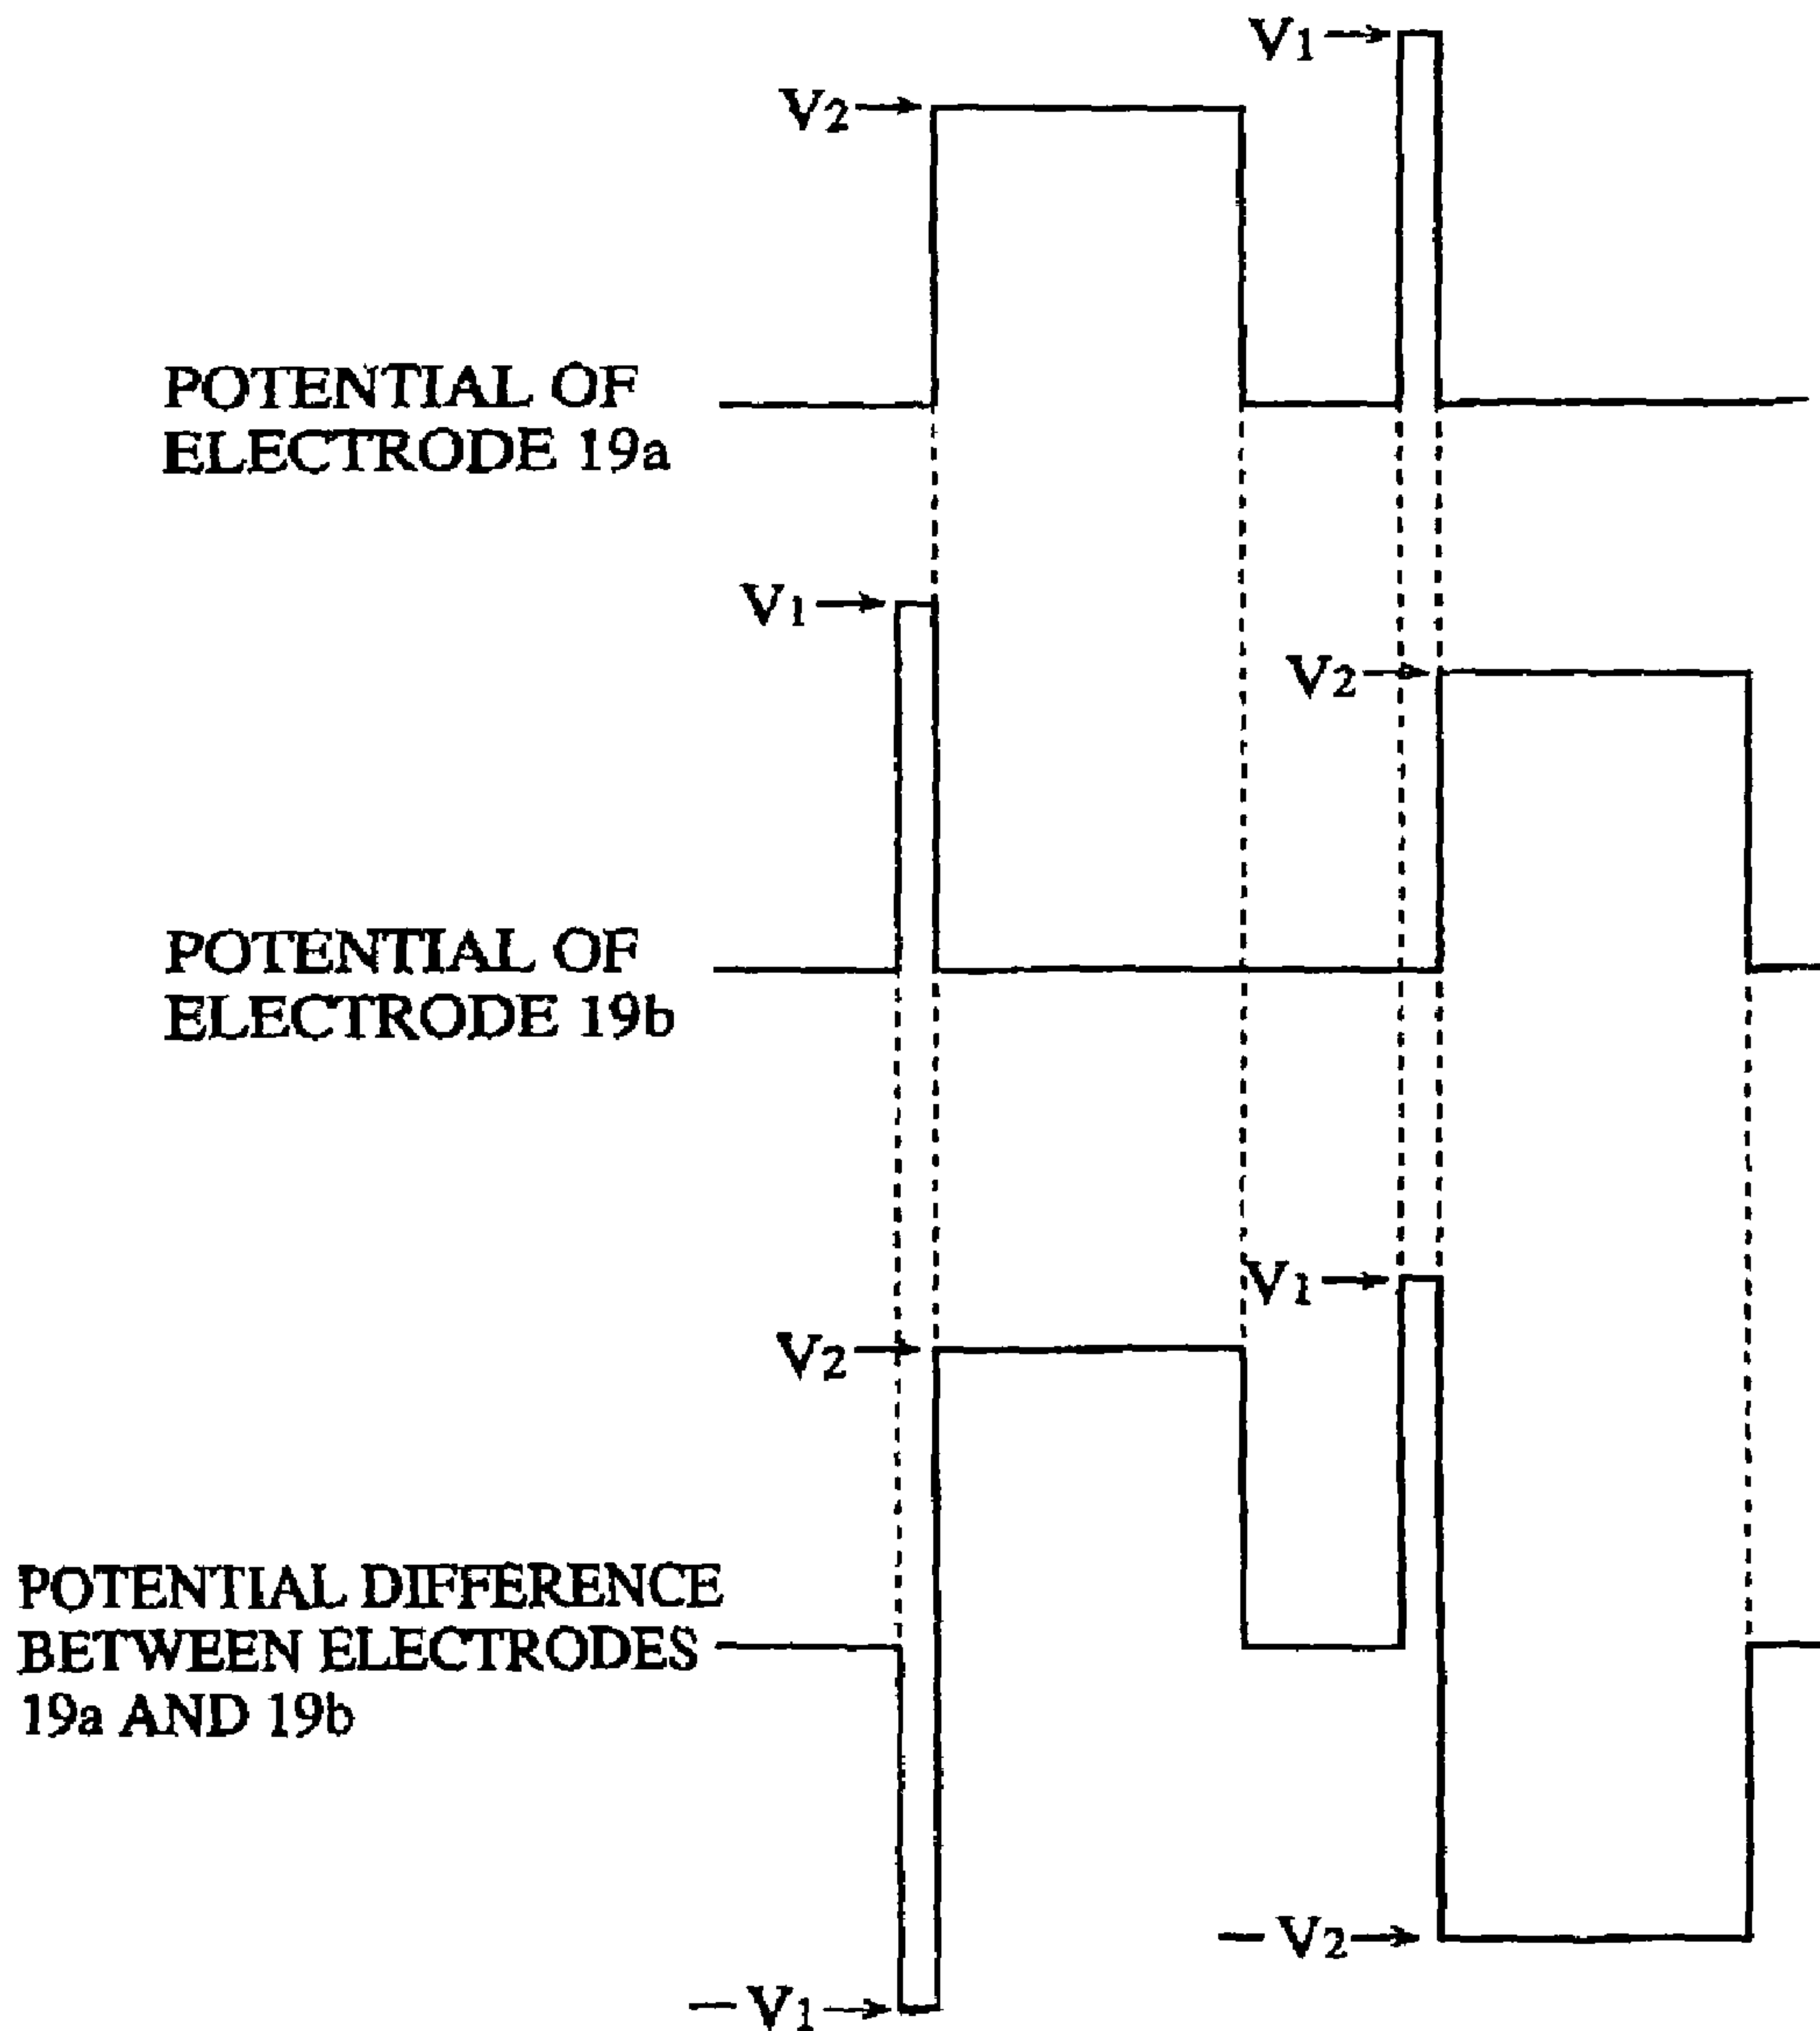 V1
V2
POTENTIAL OF
ELECTRODE 19a
V1
V2
POTENTIAL OF
ELECTRODE 19b
V1
V2
POTENTIAL DIFFERENCE
BETWEEN ELECTRODES
19a AND 19b
— V2
— V1